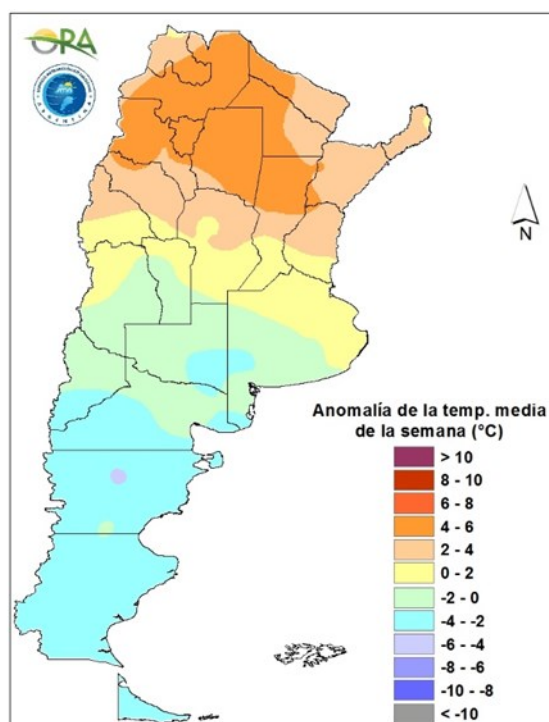 ORA
N
Anomalía de la temp. media
de la semana (°C)
> 10
8 - 10
6 - 8
4 - 6
2 - 4
0 - 2
-2 - 0
-4 - -2
-6 - -4
-8 - -6
-10 - -8
< -10